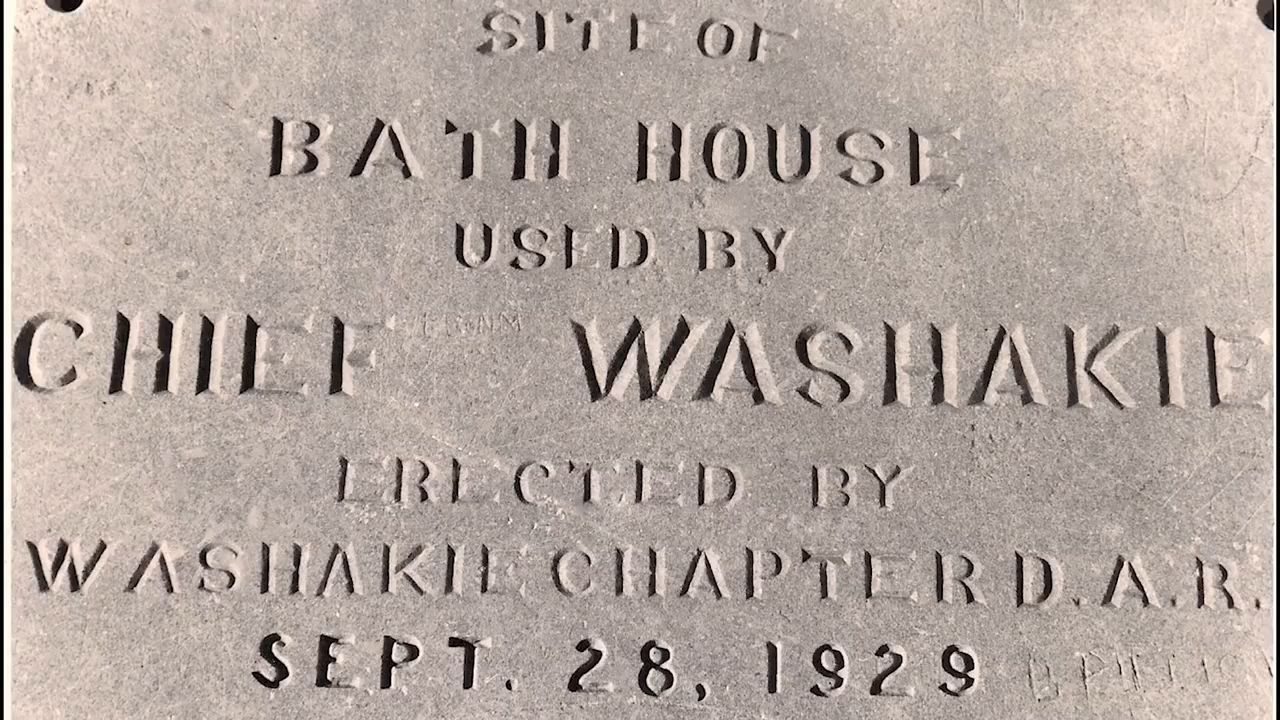 SITE OF
BATH HOUSE
USED BY
CHIEF WASHAKIE
ERECTED BY
WASHAKIE CHAPTER D.A.R.
SEPT. 28, 1929